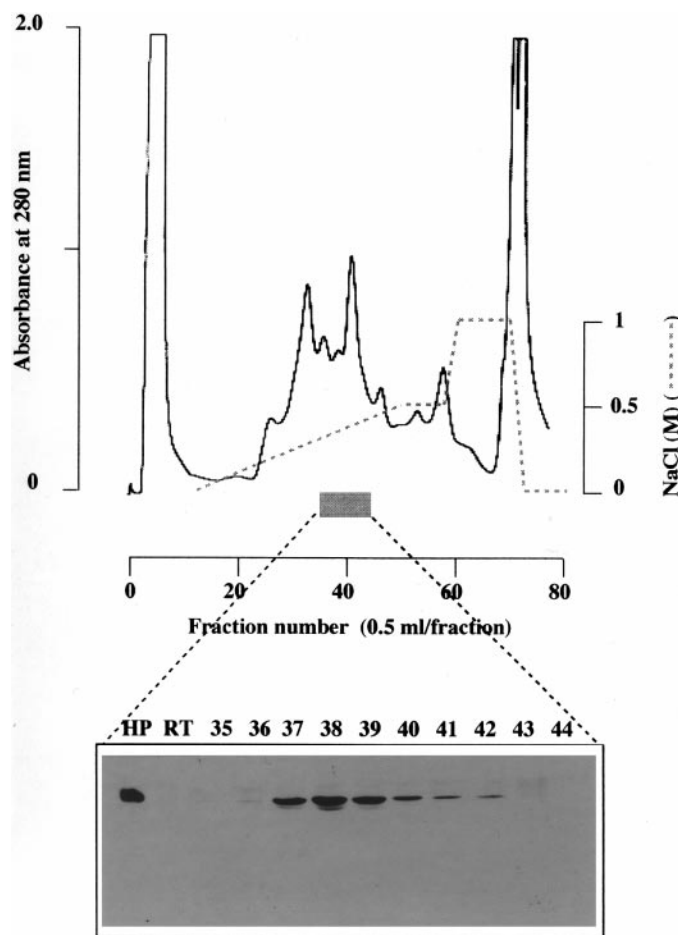 2.0
Absorbance at 280 nm
0
1
0.5
0
NaCl (M) (-----)
0 20 40 60 80
Fraction number (0.5 ml/fraction)
HP RT 35 36 37 38 39 40 41 42 43 44